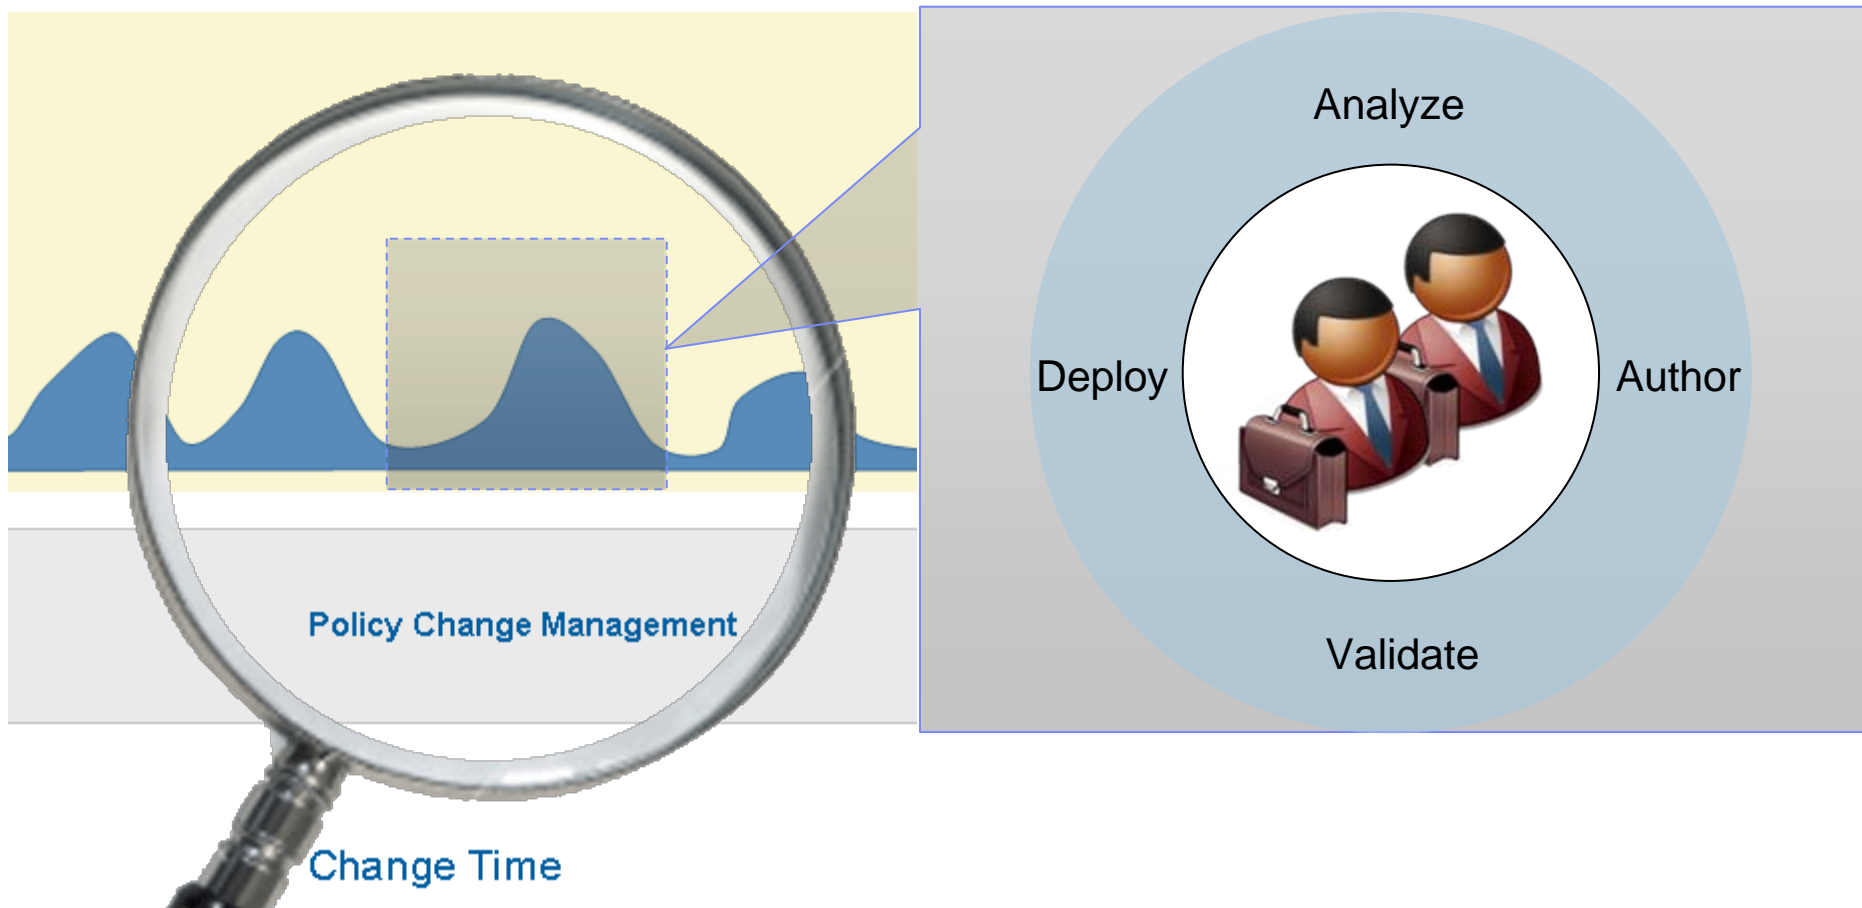 Analyze
Deploy
Author
Validate
Policy Change Management
Change Time